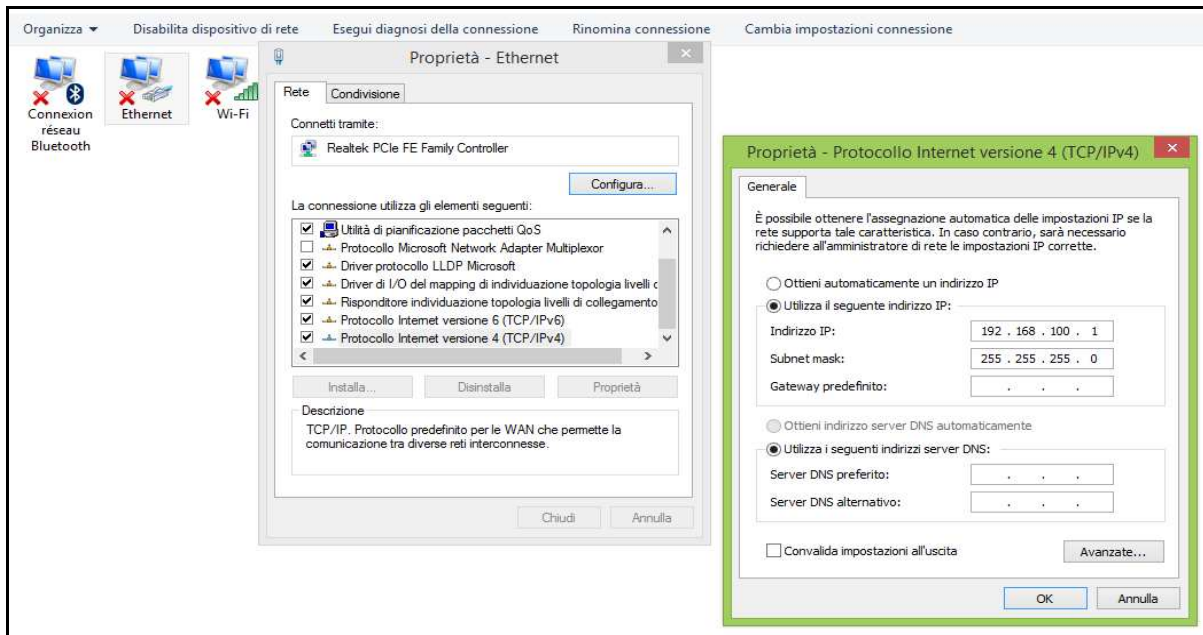 Organizza Disabilita dispositivo di rete Esegui diagnosi della connessione Rinomina connessione Cambia impostazioni connessione
Connexion
réseau
Bluetooth
Ethernet
Wi-Fi
Proprietà - Ethernet
Rete Condivisione
Connetti tramite:
Realtek PCIe FE Family Controller
Configura...
La connessione utilizza gli elementi seguenti:
Utilità di pianificazione pacchetti QoS
Protocollo Microsoft Network Adapter Multiplexor
Driver protocollo LLDP Microsoft
Driver di I/O del mapping di individuazione topologia livelli c
Risponditore individuazione topologia livelli di collegamento
Protocollo Internet versione 6 (TCP/IPv6)
Protocollo Internet versione 4 (TCP/IPv4)
Installa... Disinstalla Proprietà
Descrizione
TCP/IP. Protocollo predefinito per le WAN che permette la
comunicazione tra diverse reti interconnesse.
Chiudi Annulla
Proprietà - Protocollo Internet versione 4 (TCP/IPv4)
Generale
È possibile ottenere l'assegnazione automatica delle impostazioni IP se la
rete supporta tale caratteristica. In caso contrario, sarà necessario
richiedere all'amministratore di rete le impostazioni IP corrette.
Ottieni automaticamente un indirizzo IP
Utilizza il seguente indirizzo IP:
Indirizzo IP: 192 . 168 . 100 . 1
Subnet mask: 255 . 255 . 255 . 0
Gateway predefinito: . . .
Ottieni indirizzo server DNS automaticamente
Utilizza i seguenti indirizzi server DNS:
Server DNS preferito: . . .
Server DNS alternativo: . . .
Convalida impostazioni all'uscita Avanzate...
OK Annulla